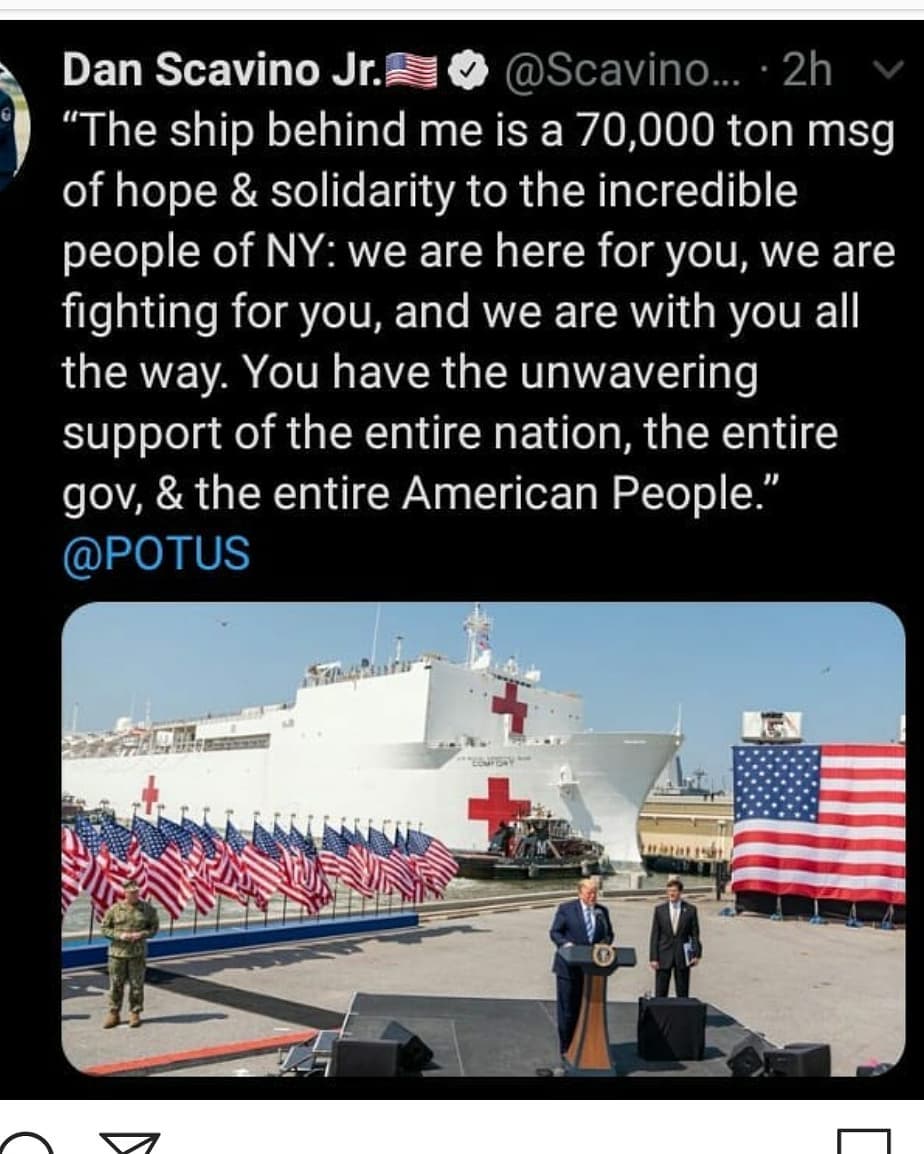 Dan Scavino Jr.🇺🇸 @Scavino... · 2h
“The ship behind me is a 70,000 ton msg
of hope & solidarity to the incredible
people of NY: we are here for you, we are
fighting for you, and we are with you all
the way. You have the unwavering
support of the entire nation, the entire
gov, & the entire American People.”
@POTUS
COMFORT
M